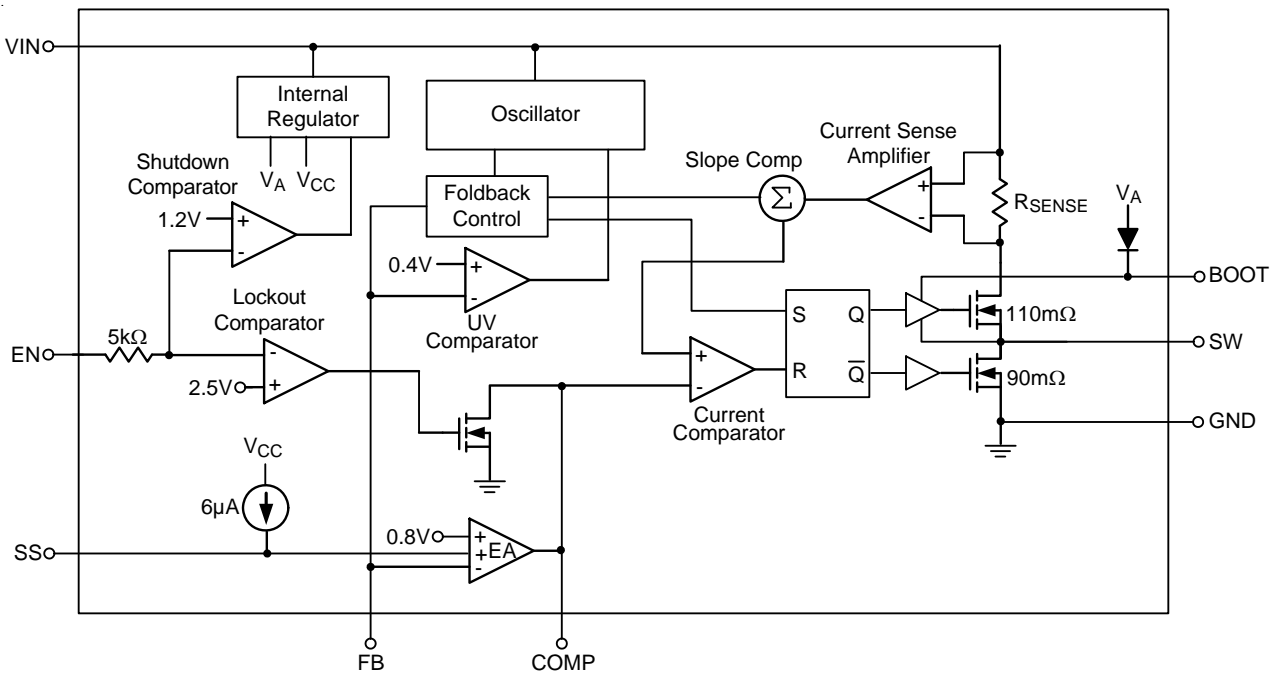 VIN
Internal
Regulator
Oscillator
Current Sense
Amplifier
Shutdown
Comparator
VA VCC
Slope Comp
Foldback
Control
Σ
+
-
RSENSE
VA
1.2V
+
-
0.4V
+
-
BOOT
Lockout
Comparator
UV
Comparator
S Q
110mΩ
5kΩ
EN
SW
-
+
2.5V
+
-
R Q̅
90mΩ
Current
Comparator
GND
VCC
6µA
0.8V
+
+EA
-
SS
FB
COMP